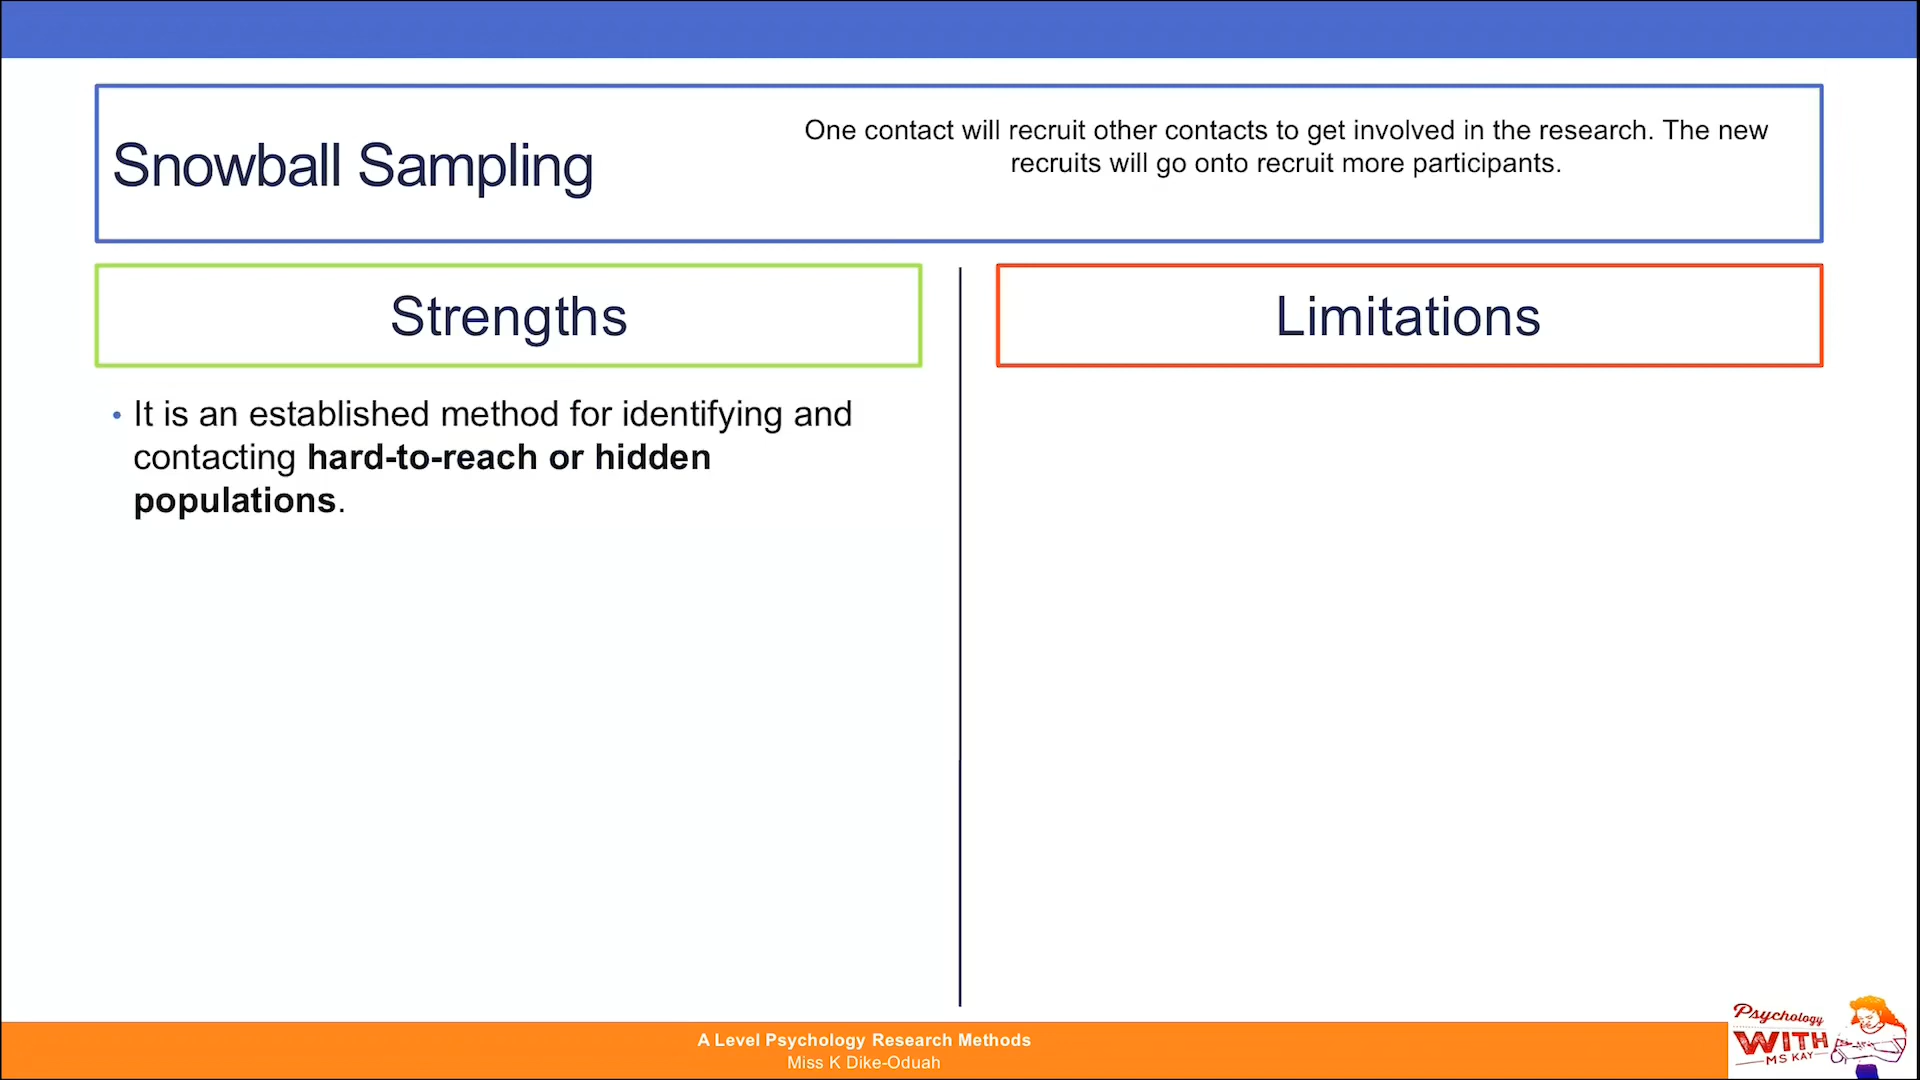 Snowball Sampling
One contact will recruit other contacts to get involved in the research. The new
recruits will go onto recruit more participants.
Strengths
Limitations
• It is an established method for identifying and
contacting hard-to-reach or hidden
populations.
A Level Psychology Research Methods
Miss K Dike-Oduah
Psychology
WITH
MS KAY